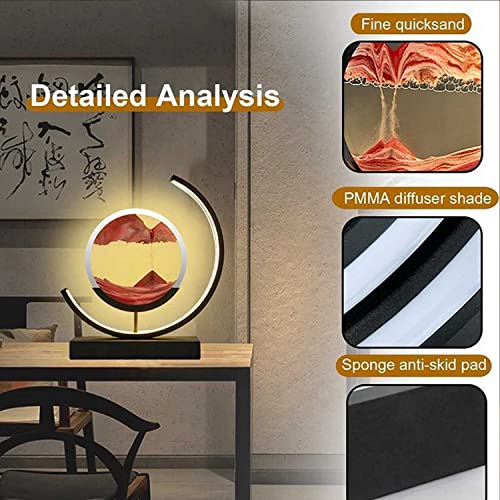 Detailed Analysis
Fine quicksand
PMMA diffuser shade
Sponge anti-skid pad